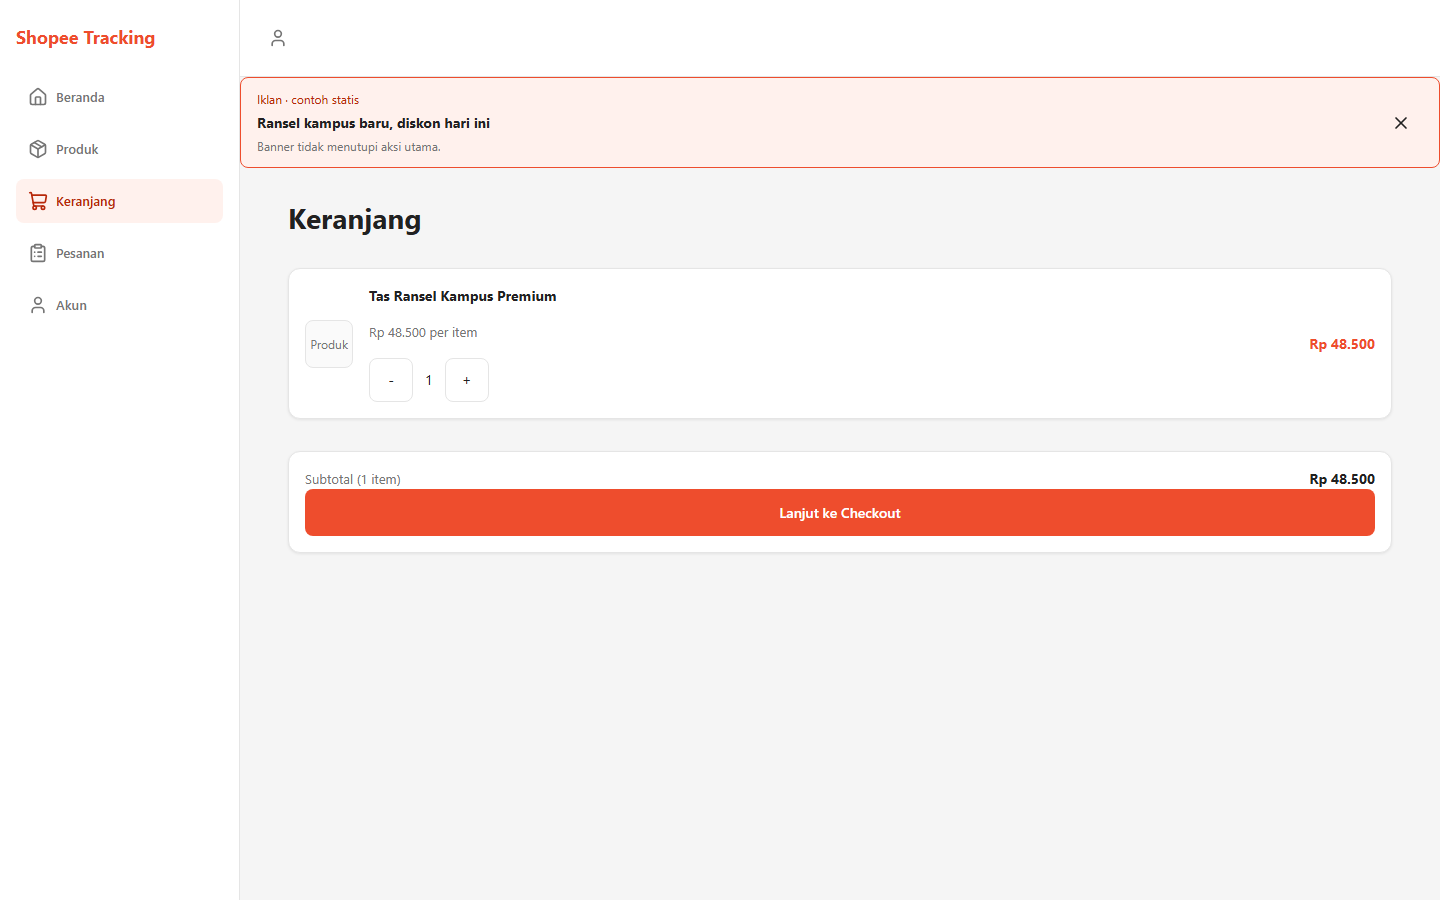 Shopee Tracking
Beranda
Produk
Keranjang
Pesanan
Akun
Iklan · contoh statis
Ransel kampus baru, diskon hari ini
Banner tidak menutupi aksi utama.
Keranjang
Tas Ransel Kampus Premium
Produk
Rp 48.500 per item
Rp 48.500
- 1 +
Subtotal (1 item) Rp 48.500
Lanjut ke Checkout